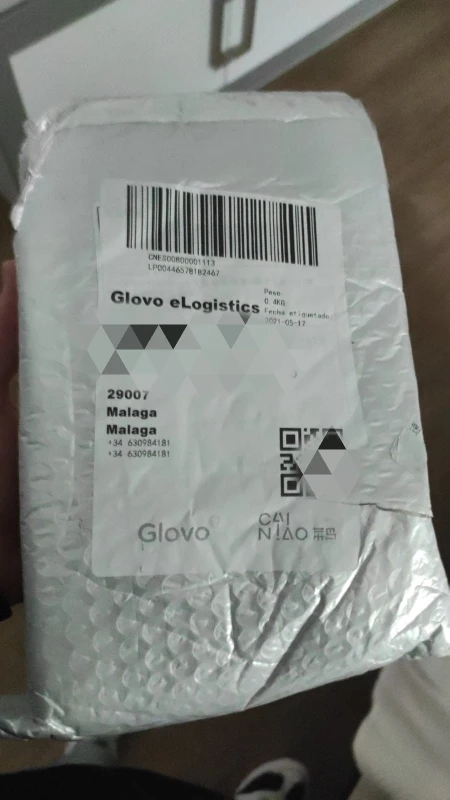 CNES00800001113
LP00446578182467
Glovo eLogistics
Peso
0.4KG
Fecha etiquetado
2021-05-17
29007
Malaga
Malaga
+34 630984181
+34 630984181
Glovo
CAI
NIAO 菜鸟